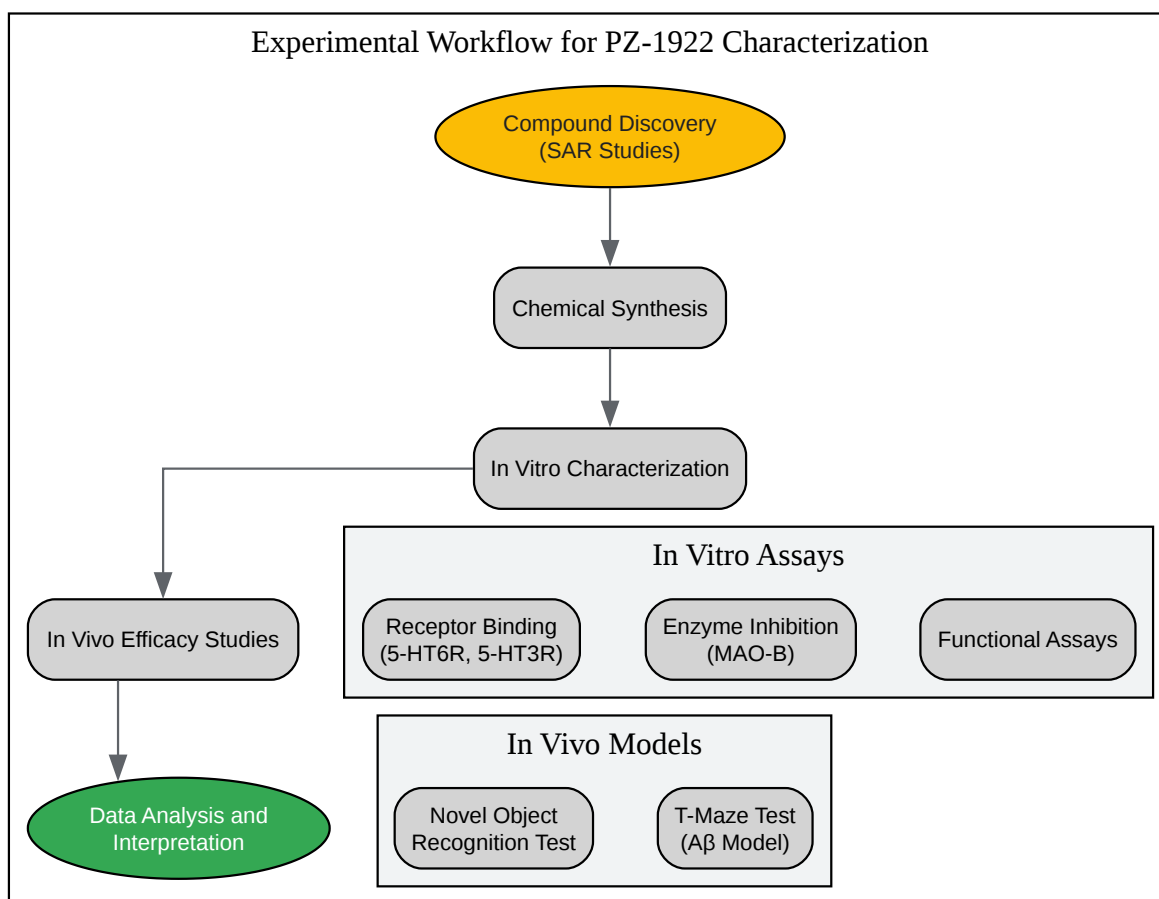 Experimental Workflow for PZ-1922 Characterization
Compound Discovery
(SAR Studies)
Chemical Synthesis
In Vitro Characterization
In Vivo Efficacy Studies
In Vitro Assays
Receptor Binding
(5-HT6R, 5-HT3R)
Enzyme Inhibition
(MAO-B)
Functional Assays
In Vivo Models
Novel Object
Recognition Test
T-Maze Test
(Aβ Model)
Data Analysis and
Interpretation